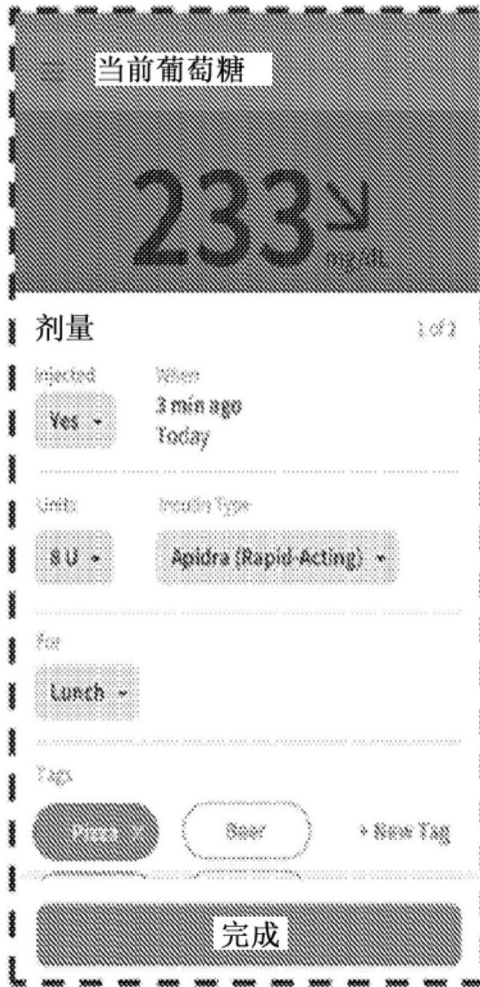 当前葡萄糖
233
mg/dL
剂量 1 of 2
Injected When
Yes 3 min ago
Today
Units Insulin Type
8 U Apidra (Rapid-Acting)
For
Lunch
Tags
Pizza X Beer + New Tag
完成